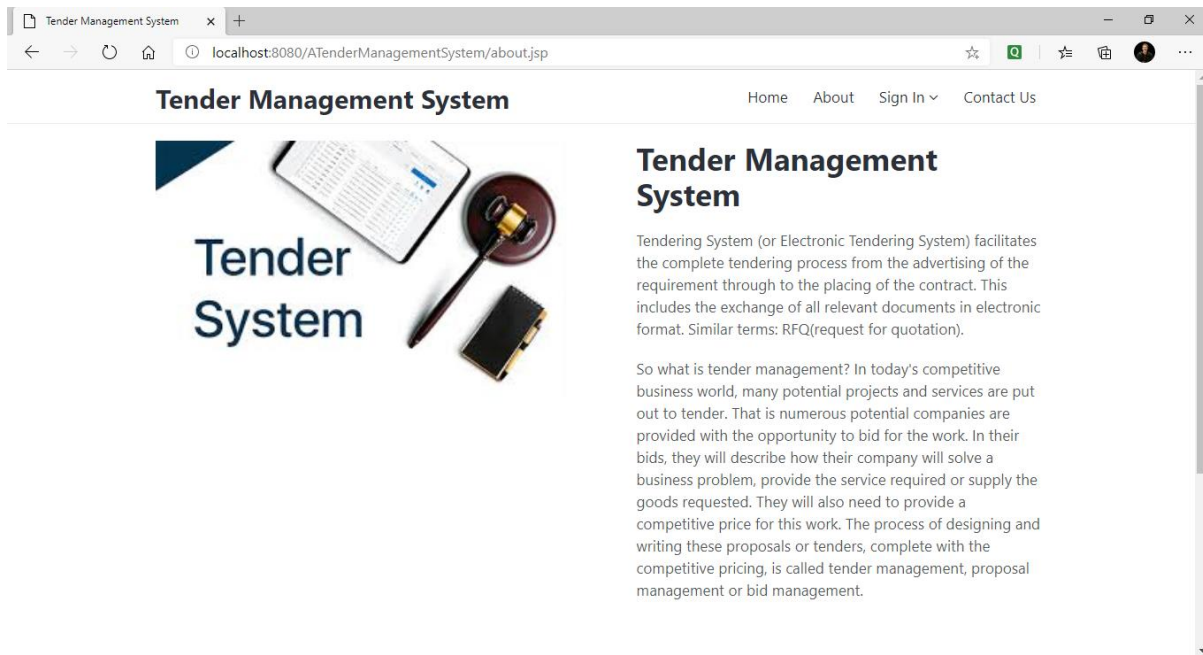 Tender Management System
localhost:8080/ATenderManagementSystem/about.jsp
Q
Tender Management System
Home About Sign In Contact Us
Tender
System
Tender Management
System
Tendering System (or Electronic Tendering System) facilitates
the complete tendering process from the advertising of the
requirement through to the placing of the contract. This
includes the exchange of all relevant documents in electronic
format. Similar terms: RFQ(request for quotation).
So what is tender management? In today's competitive
business world, many potential projects and services are put
out to tender. That is numerous potential companies are
provided with the opportunity to bid for the work. In their
bids, they will describe how their company will solve a
business problem, provide the service required or supply the
goods requested. They will also need to provide a
competitive price for this work. The process of designing and
writing these proposals or tenders, complete with the
competitive pricing, is called tender management, proposal
management or bid management.